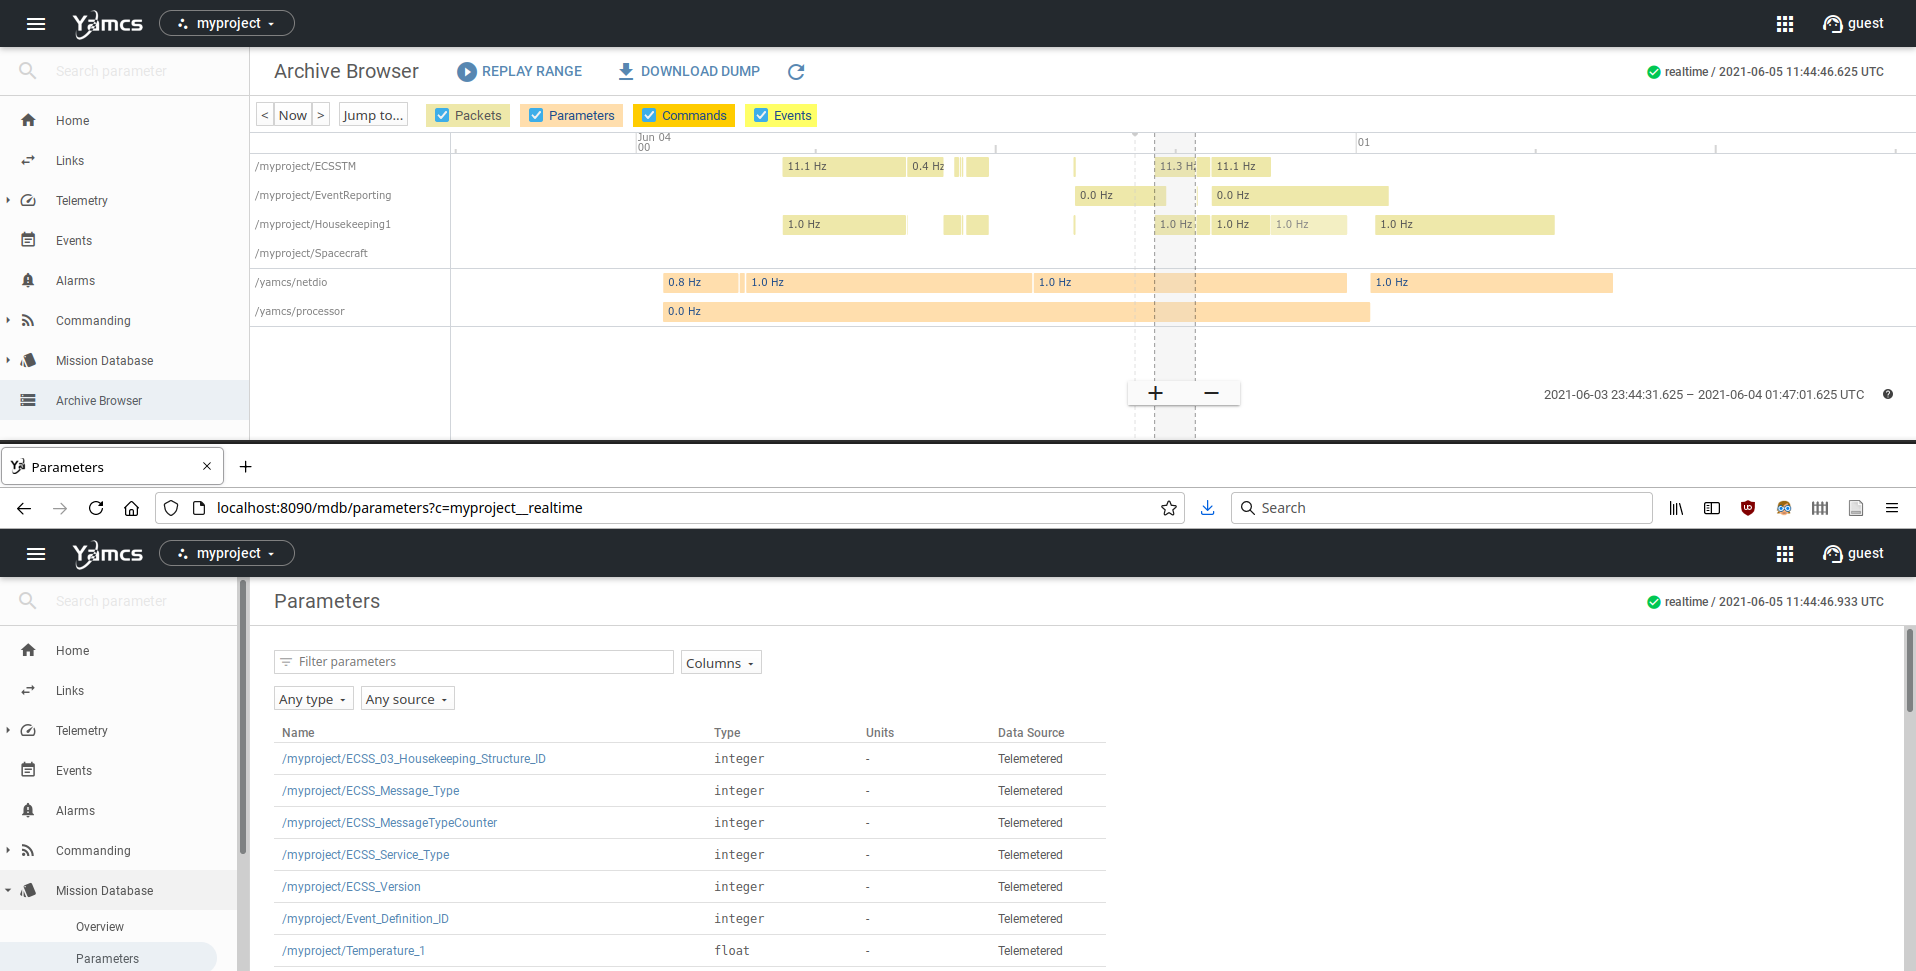 Yamcs myproject guest
Search parameter
Archive Browser REPLAY RANGE DOWNLOAD DUMP realtime / 2021-06-05 11:44:46.625 UTC
Home
Links
Telemetry
Events
Alarms
Commanding
Mission Database
Archive Browser
< Now > Jump to... Packets Parameters Commands Events
Jun 04
00 01
/myproject/ECSSTM 11.1 Hz 0.4 Hz 11.3 Hz 11.1 Hz
/myproject/EventReporting 0.0 Hz 0.0 Hz
/myproject/Housekeeping1 1.0 Hz 1.0 Hz 1.0 Hz 1.0 Hz 1.0 Hz
/myproject/Spacecraft
/yamcs/netdio 0.8 Hz 1.0 Hz 1.0 Hz 1.0 Hz
/yamcs/processor 0.0 Hz
+ −
2021-06-03 23:44:31.625 – 2021-06-04 01:47:01.625 UTC ?
Parameters × +
localhost:8090/mdb/parameters?c=myproject__realtime Search
Yamcs myproject guest
Search parameter
Parameters realtime / 2021-06-05 11:44:46.933 UTC
Home
Links
Telemetry
Events
Alarms
Commanding
Mission Database
Overview
Parameters
Filter parameters Columns
Any type Any source
Name Type Units Data Source
/myproject/ECSS_03_Housekeeping_Structure_ID integer - Telemetered
/myproject/ECSS_Message_Type integer - Telemetered
/myproject/ECSS_MessageTypeCounter integer - Telemetered
/myproject/ECSS_Service_Type integer - Telemetered
/myproject/ECSS_Version integer - Telemetered
/myproject/Event_Definition_ID integer - Telemetered
/myproject/Temperature_1 float - Telemetered